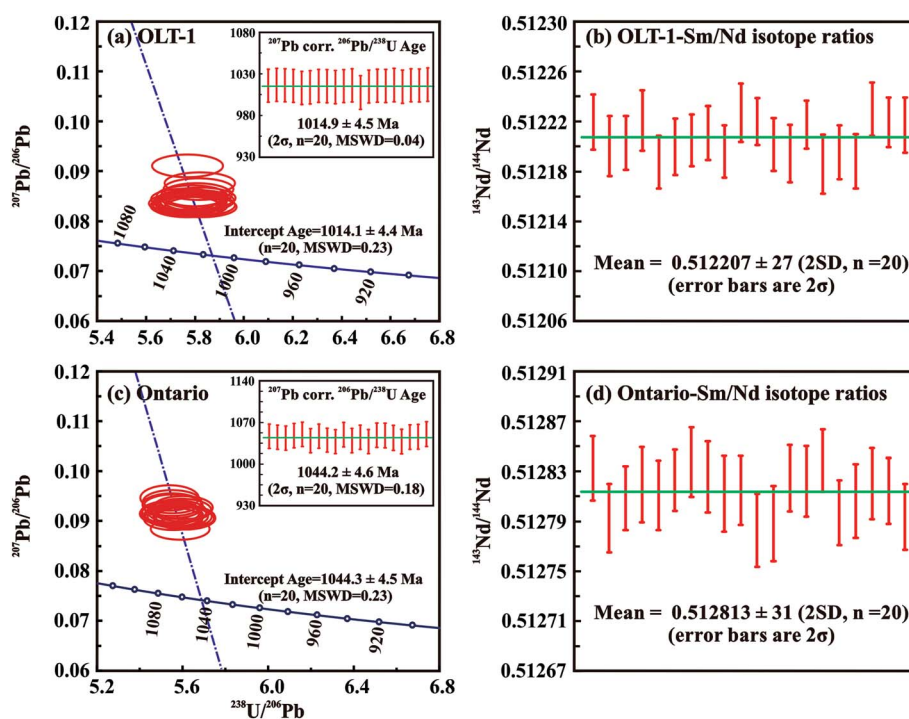 (a) OLT-1
²⁰⁷Pb/²⁰⁶Pb
0.12
0.11
0.10
0.09
0.08
0.07
0.06
5.4
5.6
5.8
6.0
6.2
6.4
6.6
6.8
1080
1040
1000
960
920
Intercept Age=1014.1 ± 4.4 Ma
(n=20, MSWD=0.23)
²⁰⁷Pb corr. ²⁰⁶Pb/²³⁸U Age
1080
1030
980
930
1014.9 ± 4.5 Ma
(2σ, n=20, MSWD=0.04)
(b) OLT-1-Sm/Nd isotope ratios
¹⁴³Nd/¹⁴⁴Nd
0.51230
0.51226
0.51222
0.51218
0.51214
0.51210
0.51206
Mean = 0.512207 ± 27 (2SD, n =20)
(error bars are 2σ)
(c) Ontario
²⁰⁷Pb/²⁰⁶Pb
0.12
0.11
0.10
0.09
0.08
0.07
0.06
5.2
5.6
6.0
6.4
6.8
²³⁸U/²⁰⁶Pb
1080
1040
1000
960
920
Intercept Age=1044.3 ± 4.5 Ma
(n=20, MSWD=0.23)
²⁰⁷Pb corr. ²⁰⁶Pb/²³⁸U Age
1140
1070
1000
930
1044.2 ± 4.6 Ma
(2σ, n=20, MSWD=0.18)
(d) Ontario-Sm/Nd isotope ratios
¹⁴³Nd/¹⁴⁴Nd
0.51291
0.51287
0.51283
0.51279
0.51275
0.51271
0.51267
Mean = 0.512813 ± 31 (2SD, n =20)
(error bars are 2σ)